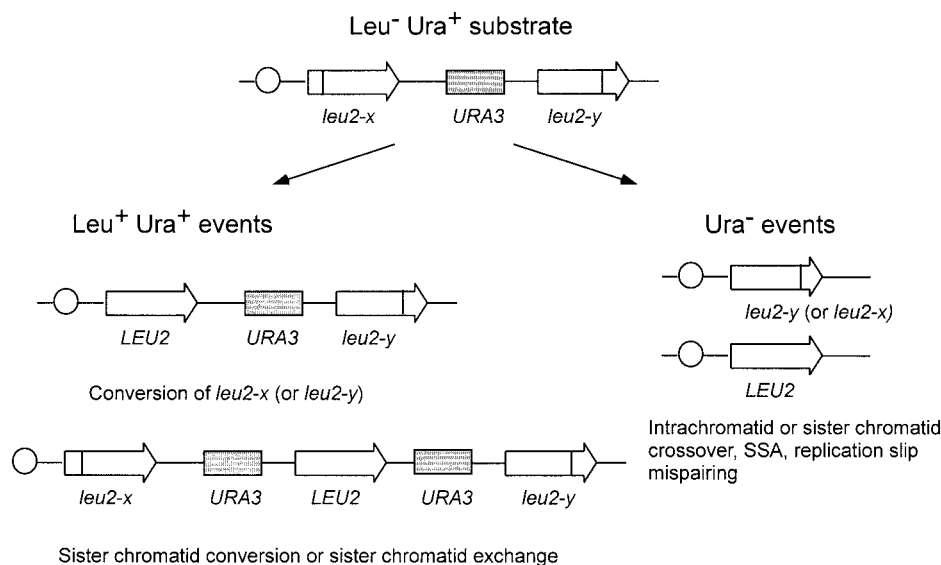 Leu⁻ Ura⁺ substrate
leu2-x URA3 leu2-y
Leu⁺ Ura⁺ events
LEU2 URA3 leu2-y
Conversion of leu2-x (or leu2-y)
leu2-x URA3 LEU2 URA3 leu2-y
Sister chromatid conversion or sister chromatid exchange
Ura⁻ events
leu2-y (or leu2-x)
LEU2
Intrachromatid or sister chromatid
crossover, SSA, replication slip
mispairing